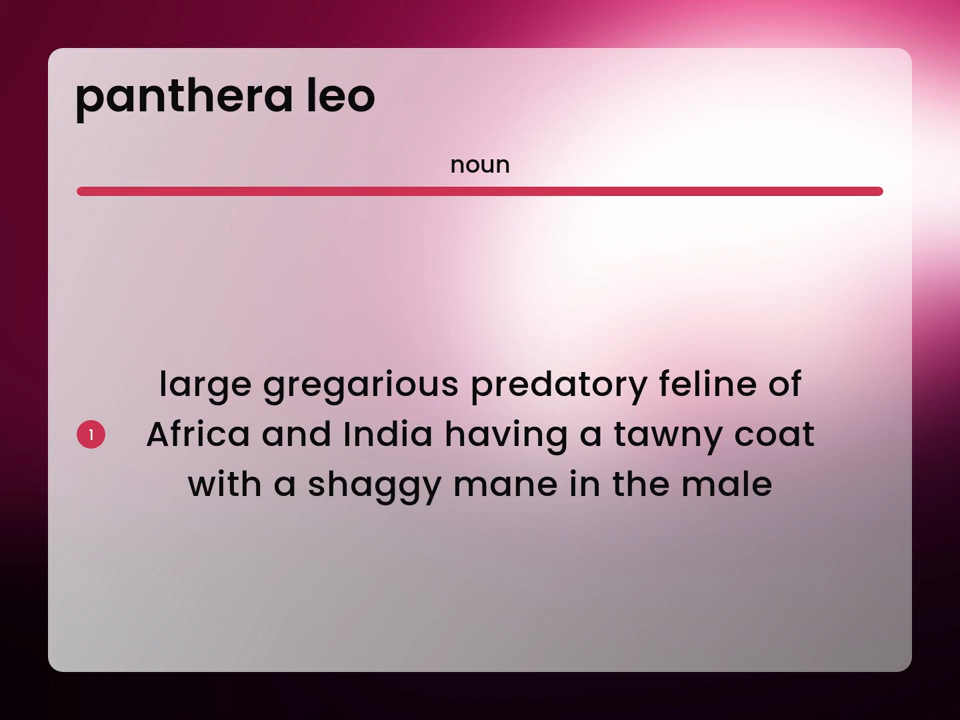 panthera leo
noun
large gregarious predatory feline of
1 Africa and India having a tawny coat
with a shaggy mane in the male